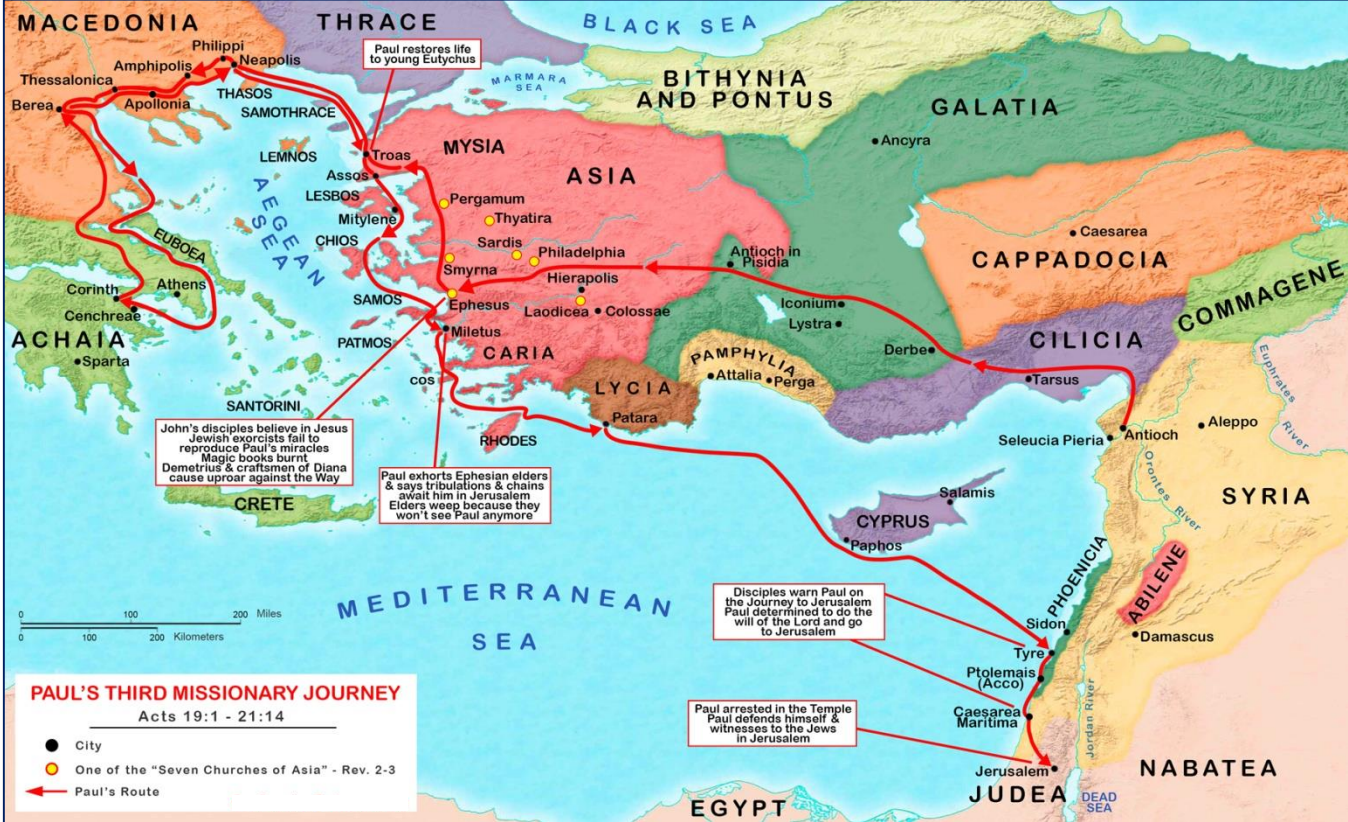 MACEDONIA
THRACE
BLACK SEA
Philippi
Neapolis
Amphipolis
Thessalonica
Berea
Apollonia
THASOS
SAMOTHRACE
Paul restores life
to young Eutychus
MARMARA
SEA
BITHYNIA
AND PONTUS
GALATIA
Ancyra
LEMNOS
AEGEAN
SEA
Troas
MYSIA
Assos
ASIA
LESBOS
Mitylene
Pergamum
Thyatira
CHIOS
Sardis
Philadelphia
Smyrna
Hierapolis
Antioch in
Pisidia
Caesarea
CAPPADOCIA
COMMAGENE
EUBOEA
Athens
Corinth
Cenchreae
ACHAIA
Sparta
SAMOS
Ephesus
Laodicea
Colossae
Iconium
Lystra
Derbe
CILICIA
Tarsus
PATMOS
Miletus
CARIA
PAMPHYLIA
Attalia
Perga
COS
LYCIA
Patara
SANTORINI
RHODES
Seleucia Pieria
Antioch
Aleppo
Euphrates
River
Orontes
River
SYRIA
John's disciples believe in Jesus
Jewish exorcists fail to
reproduce Paul's miracles
Magic books burnt
Demetrius & craftsmen of Diana
cause uproar against the Way
Paul exhorts Ephesian elders
& says tribulations & chains
await him in Jerusalem
Elders weep because they
won't see Paul anymore
CRETE
Salamis
CYPRUS
Paphos
PHOENICIA
ABILENE
MEDITERRANEAN
SEA
Disciples warn Paul on
the Journey to Jerusalem
Paul determined to do the
will of the Lord and go
to Jerusalem
Sidon
Damascus
Tyre
Ptolemais
(Acco)
Caesarea
Maritima
Jordan River
Paul arrested in the Temple
Paul defends himself &
witnesses to the Jews
in Jerusalem
Jerusalem
JUDEA
DEAD
SEA
NABATEA
EGYPT
0 100 200 Miles
0 100 200
Kilometers
PAUL'S THIRD MISSIONARY JOURNEY
Acts 19:1 - 21:14
City
One of the "Seven Churches of Asia" - Rev. 2-3
Paul's Route